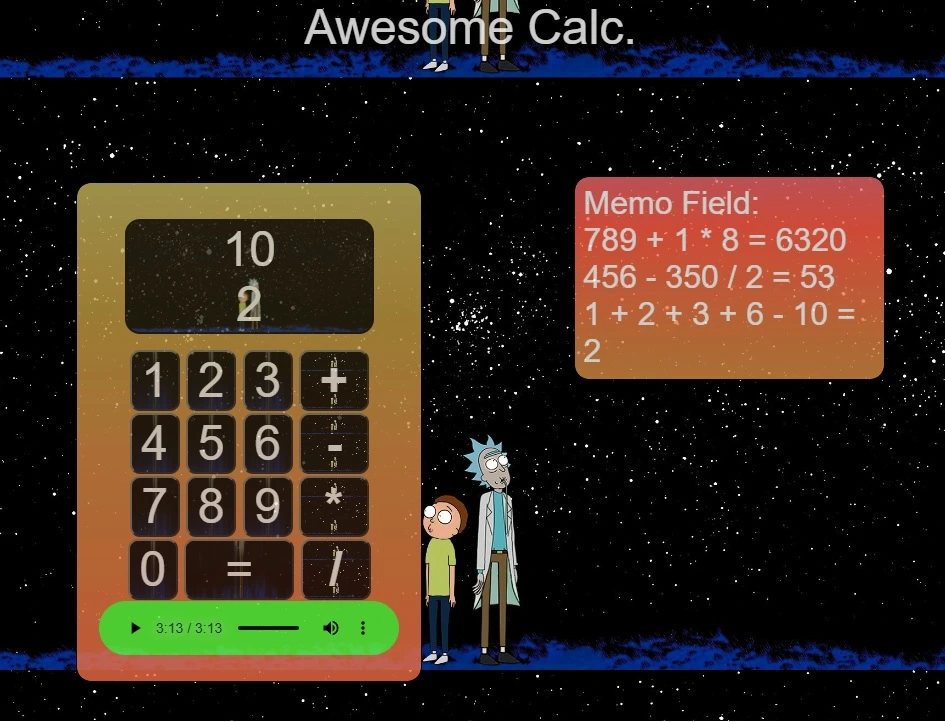 Awesome Calc.
10
2
1 2 3 +
4 5 6 -
7 8 9 *
0 = /
3:13 / 3:13
Memo Field:
789 + 1 * 8 = 6320
456 - 350 / 2 = 53
1 + 2 + 3 + 6 - 10 =
2